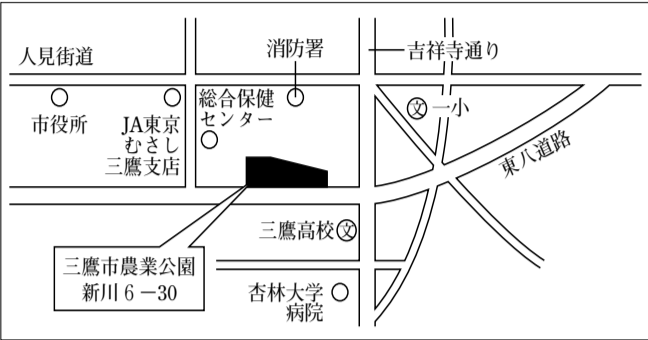 人見街道
消防署
吉祥寺通り
市役所
JA東京
むさし
三鷹支店
総合保健
センター
文
一小
東八道路
三鷹高校
文
三鷹市農業公園
新川6−30
杏林大学
病院